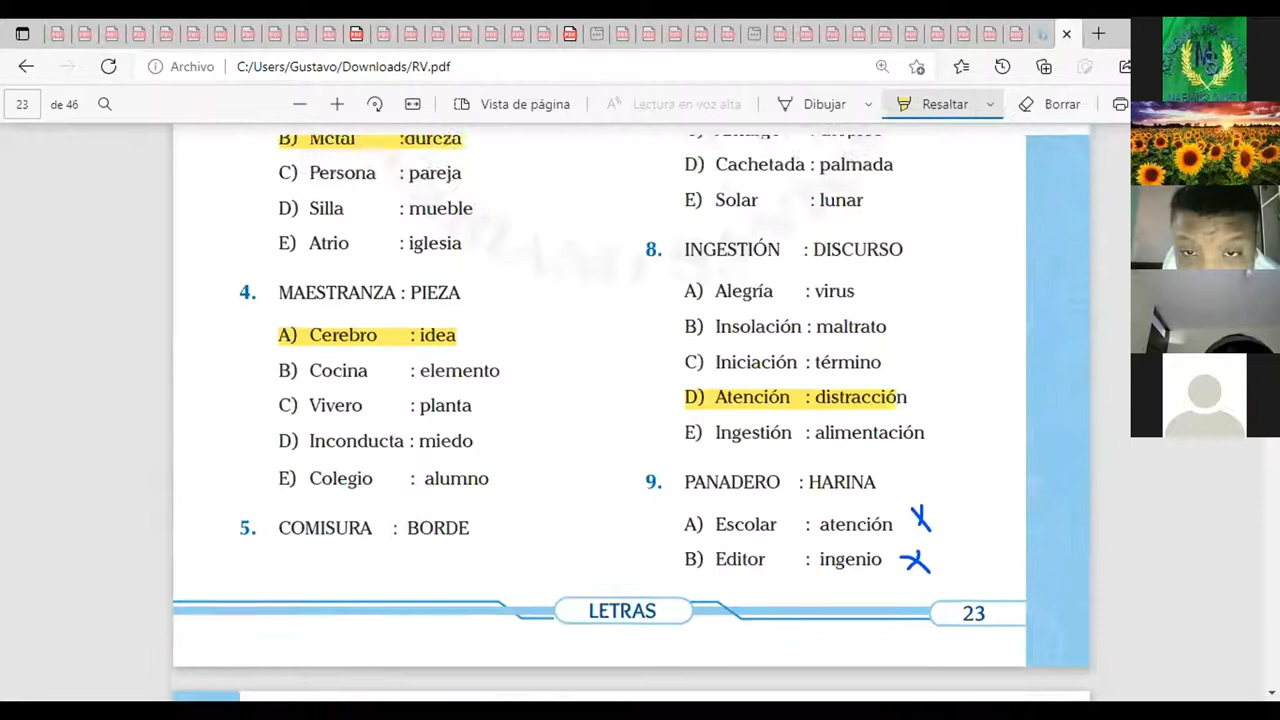 Archivo
C:/Users/Gustavo/Downloads/RV.pdf
23
de 46
Vista de página
Lectura en voz alta
Dibujar
Resaltar
Borrar
B) Metal :dureza
C) Persona : pareja
D) Silla : mueble
E) Atrio : iglesia
4. MAESTRANZA : PIEZA
A) Cerebro : idea
B) Cocina : elemento
C) Vivero : planta
D) Inconducta : miedo
E) Colegio : alumno
5. COMISURA : BORDE
D) Cachetada : palmada
E) Solar : lunar
8. INGESTIÓN : DISCURSO
A) Alegría : virus
B) Insolación : maltrato
C) Iniciación : término
D) Atención : distracción
E) Ingestión : alimentación
9. PANADERO : HARINA
A) Escolar : atención
B) Editor : ingenio
LETRAS
23